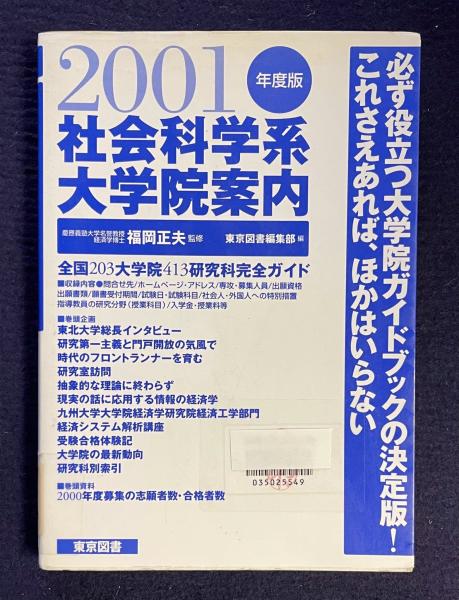 2001
年度版
社会科学系
大学院案内
慶應義塾大学名誉教授
経済学博士
福岡正夫 監修
東京図書編集部 編
全国203大学院413研究科完全ガイド
■収録内容●問合せ先/ホームページ・アドレス/専攻・募集人員/出願資格
出願書類/願書受付期間/試験日・試験科目/社会人・外国人への特別措置
指導教員の研究分野(授業科目)/入学金・授業料等
■巻頭企画
東北大学総長インタビュー
研究第一主義と門戸開放の気風で
時代のフロントランナーを育む
研究室訪問
抽象的な理論に終わらず
現実の話に応用する情報の経済学
九州大学大学院経済学研究院経済工学部門
経済システム解析講座
受験合格体験記
大学院の最新動向
研究科別索引
■巻頭資料
2000年度募集の志願者数・合格者数
東京図書
必ず役立つ大学院ガイドブックの決定版!
これさえあれば、ほかはいらない
035025549